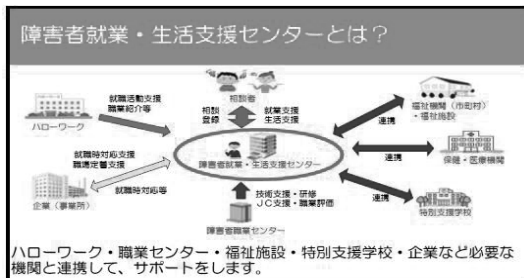 障害者就業・生活支援センターとは？
相談者
就職活動支援
職業紹介等
相談
登録
就業支援
生活支援
ハローワーク
連携
福祉機関（市町村）
・福祉施設
就職時対応支援
職場定着支援
障害者就業・生活支援センター
連携
保健・医療機関
企業（事業所）
就職時対応等
技術支援・研修
ＪＣ支援・職業評価
連携
特別支援学校
障害者職業センター
ハローワーク・職業センター・福祉施設・特別支援学校・企業など必要な
機関と連携して、サポートをします。